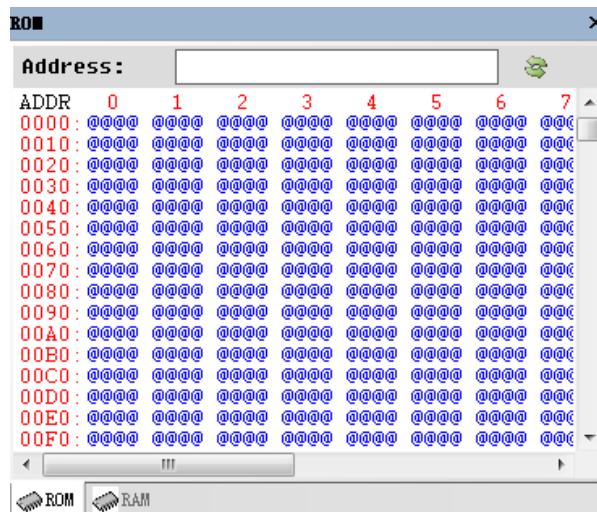 ROM
Address:
ADDR 0 1 2 3 4 5 6 7
0000: @@@@ @@@@ @@@@ @@@@ @@@@ @@@@ @@@@ @@@
0010: @@@@ @@@@ @@@@ @@@@ @@@@ @@@@ @@@@ @@@
0020: @@@@ @@@@ @@@@ @@@@ @@@@ @@@@ @@@@ @@@
0030: @@@@ @@@@ @@@@ @@@@ @@@@ @@@@ @@@@ @@@
0040: @@@@ @@@@ @@@@ @@@@ @@@@ @@@@ @@@@ @@@
0050: @@@@ @@@@ @@@@ @@@@ @@@@ @@@@ @@@@ @@@
0060: @@@@ @@@@ @@@@ @@@@ @@@@ @@@@ @@@@ @@@
0070: @@@@ @@@@ @@@@ @@@@ @@@@ @@@@ @@@@ @@@
0080: @@@@ @@@@ @@@@ @@@@ @@@@ @@@@ @@@@ @@@
0090: @@@@ @@@@ @@@@ @@@@ @@@@ @@@@ @@@@ @@@
00A0: @@@@ @@@@ @@@@ @@@@ @@@@ @@@@ @@@@ @@@
00B0: @@@@ @@@@ @@@@ @@@@ @@@@ @@@@ @@@@ @@@
00C0: @@@@ @@@@ @@@@ @@@@ @@@@ @@@@ @@@@ @@@
00D0: @@@@ @@@@ @@@@ @@@@ @@@@ @@@@ @@@@ @@@
00E0: @@@@ @@@@ @@@@ @@@@ @@@@ @@@@ @@@@ @@@
00F0: @@@@ @@@@ @@@@ @@@@ @@@@ @@@@ @@@@ @@@
ROM RAM